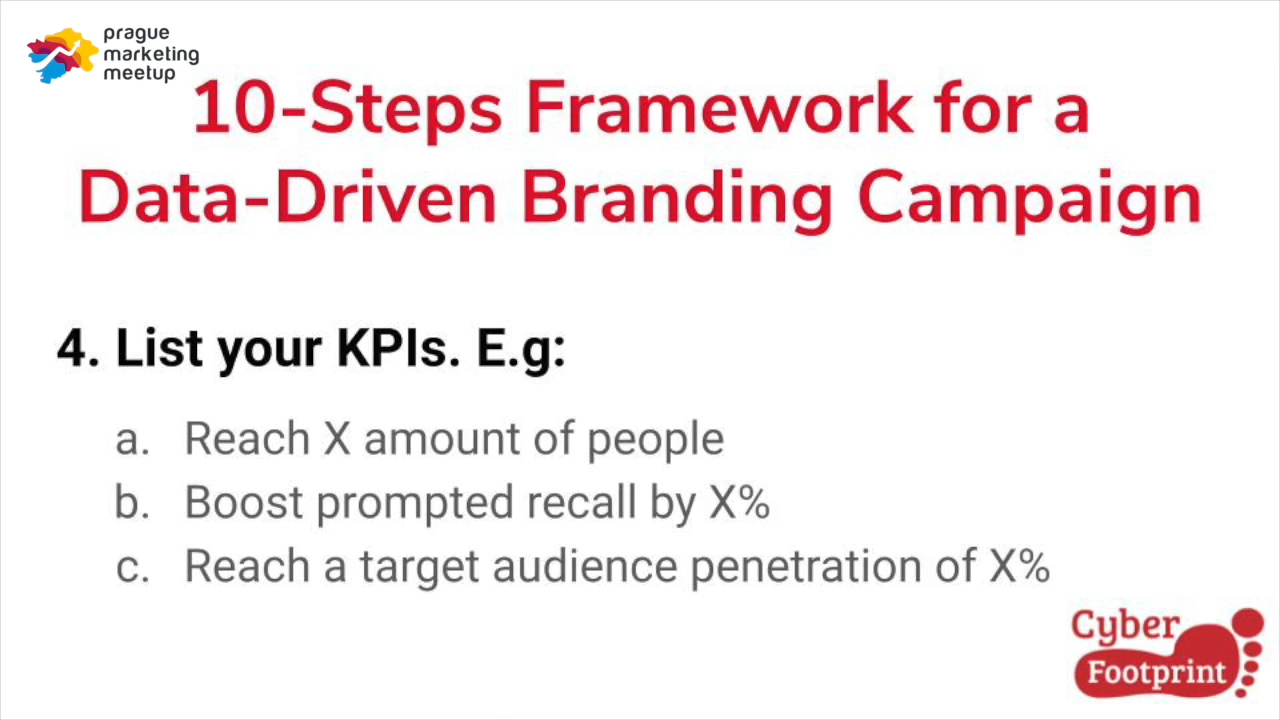 prague
marketing
meetup
10-Steps Framework for a
Data-Driven Branding Campaign
4. List your KPIs. E.g:
a. Reach X amount of people
b. Boost prompted recall by X%
c. Reach a target audience penetration of X%
Cyber
Footprint